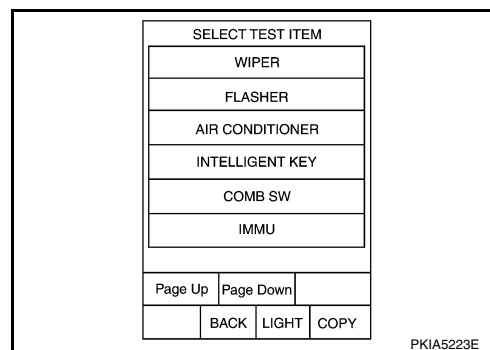 SELECT TEST ITEM
WIPER
FLASHER
AIR CONDITIONER
INTELLIGENT KEY
COMB SW
IMMU
Page Up Page Down
BACK LIGHT COPY
PKIA5223E